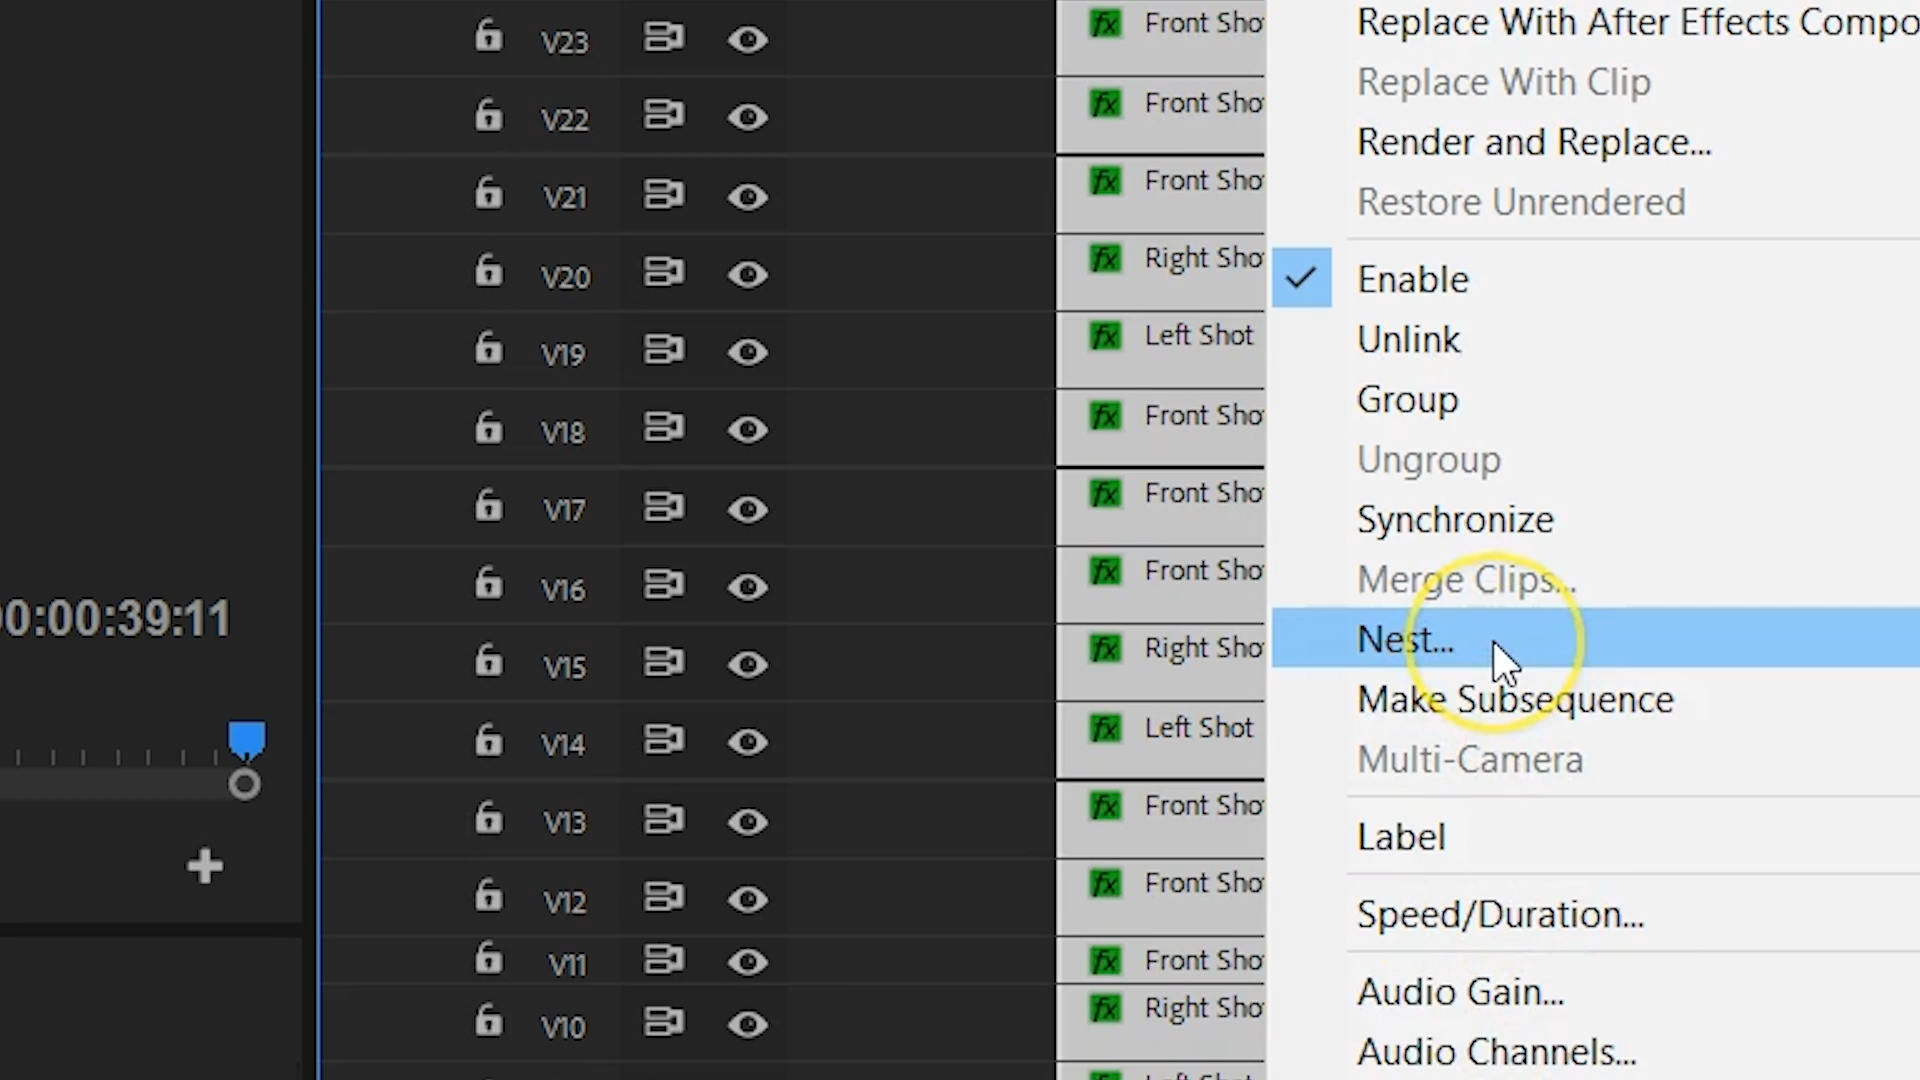 00:00:39:11
V23
Front Sho
V22
Front Sho
V21
Front Sho
V20
Right Sho
V19
Left Shot
V18
Front Sho
V17
Front Sho
V16
Front Sho
V15
Right Sho
V14
Left Shot
V13
Front Sho
V12
Front Sho
V11
Front Sho
V10
Right Sho
Left Shot
Replace With After Effects Compo
Replace With Clip
Render and Replace...
Restore Unrendered
Enable
Unlink
Group
Ungroup
Synchronize
Merge Clips...
Nest...
Make Subsequence
Multi-Camera
Label
Speed/Duration...
Audio Gain...
Audio Channels...